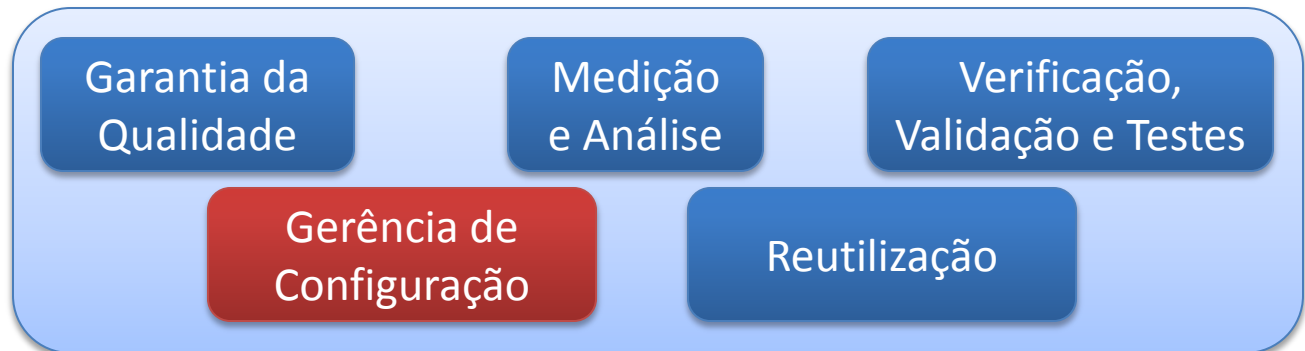 Garantia da
Qualidade
Medição
e Análise
Verificação,
Validação e Testes
Gerência de
Configuração
Reutilização